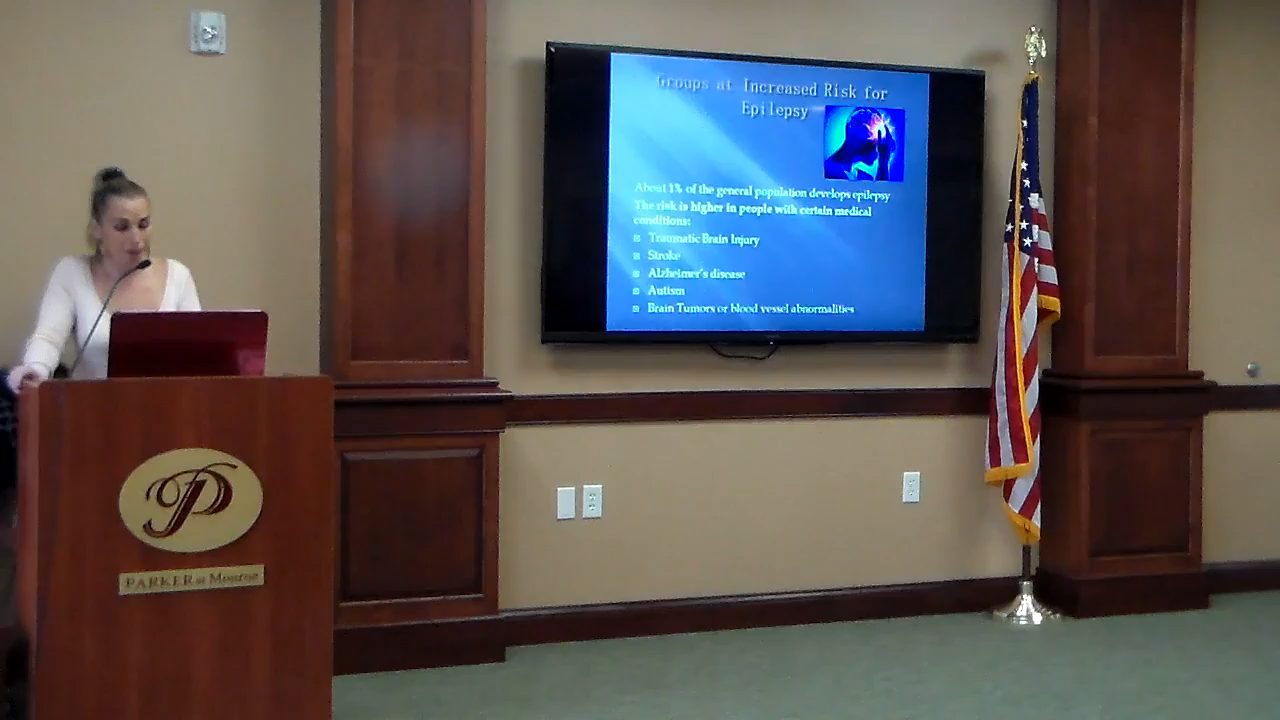 Groups at Increased Risk for
Epilepsy
About 1% of the general population develops epilepsy
The risk is higher in people with certain medical
conditions:
Traumatic Brain Injury
Stroke
Alzheimer's disease
Autism
Brain Tumors or blood vessel abnormalities
P
PARKER at Monroe